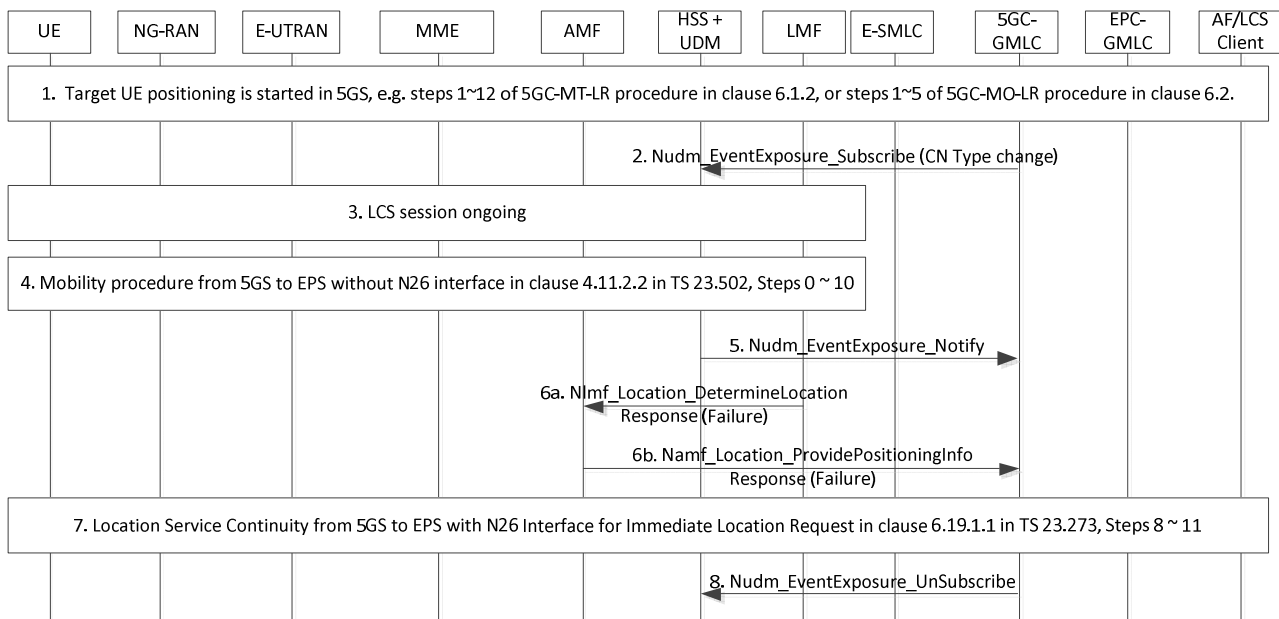 UE
NG-RAN
E-UTRAN
MME
AMF
HSS +
UDM
LMF
E-SMLC
5GC-
GMLC
EPC-
GMLC
AF/LCS
Client
1. Target UE positioning is started in 5GS, e.g. steps 1~12 of 5GC-MT-LR procedure in clause 6.1.2, or steps 1~5 of 5GC-MO-LR procedure in clause 6.2.
2. Nudm_EventExposure_Subscribe (CN Type change)
3. LCS session ongoing
4. Mobility procedure from 5GS to EPS without N26 interface in clause 4.11.2.2 in TS 23.502, Steps 0 ~ 10
5. Nudm_EventExposure_Notify
6a. Nlmf_Location_DetermineLocation
Response (Failure)
6b. Namf_Location_ProvidePositioningInfo
Response (Failure)
7. Location Service Continuity from 5GS to EPS with N26 Interface for Immediate Location Request in clause 6.19.1.1 in TS 23.273, Steps 8 ~ 11
8. Nudm_EventExposure_UnSubscribe